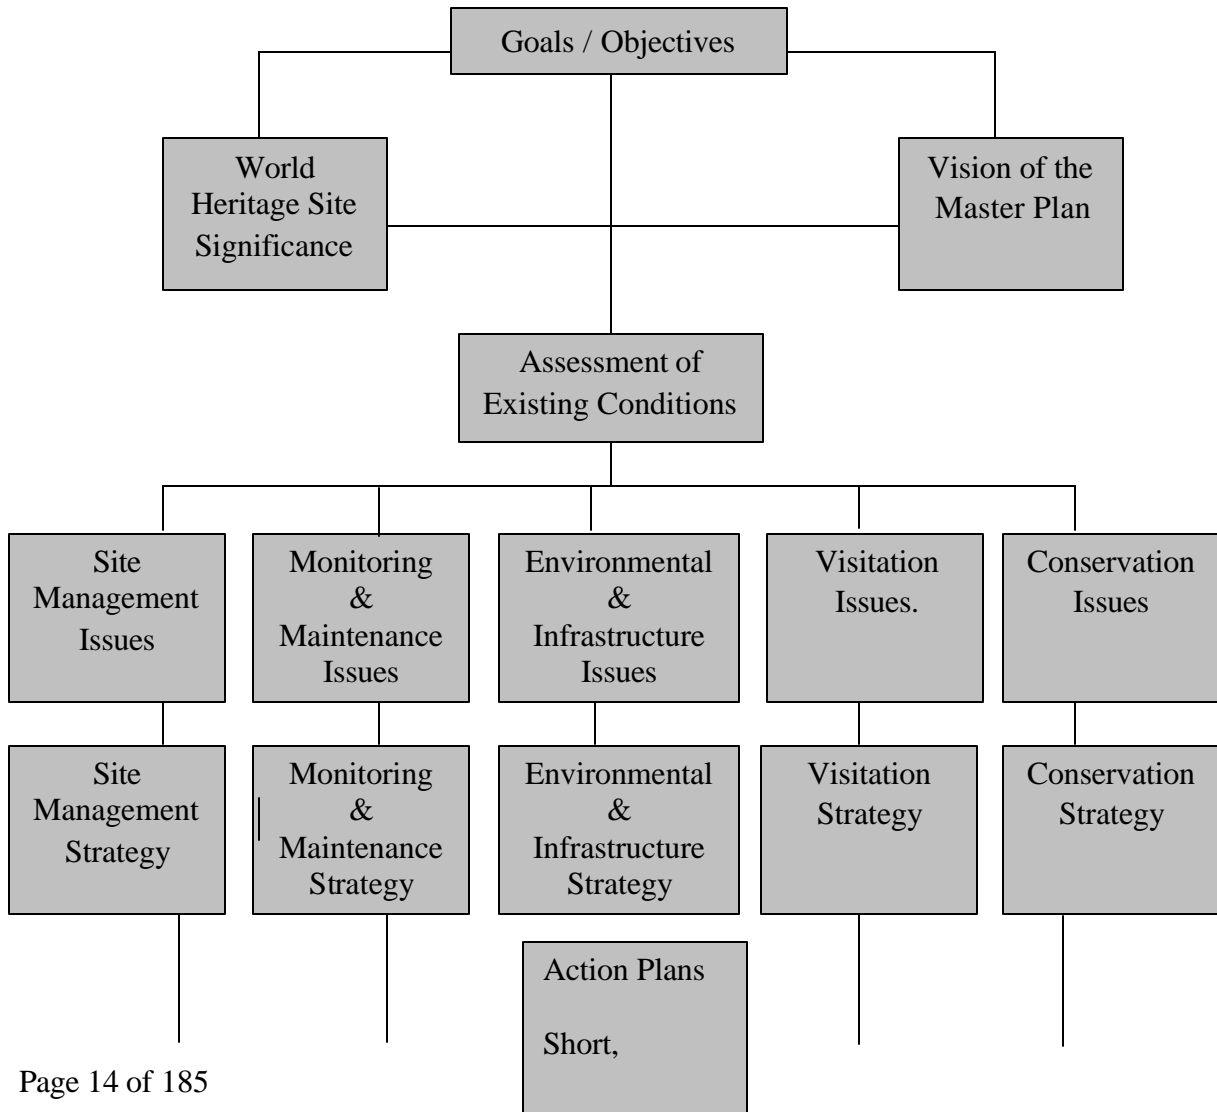 Goals / Objectives
World
Heritage Site
Significance
Vision of the
Master Plan
Assessment of
Existing Conditions
Site
Management
Issues
Monitoring
&
Maintenance
Issues
Environmental
&
Infrastructure
Issues
Visitation
Issues.
Conservation
Issues
Site
Management
Strategy
Monitoring
&
Maintenance
Strategy
Environmental
&
Infrastructure
Strategy
Visitation
Strategy
Conservation
Strategy
Action Plans
Short,
Page 14 of 185